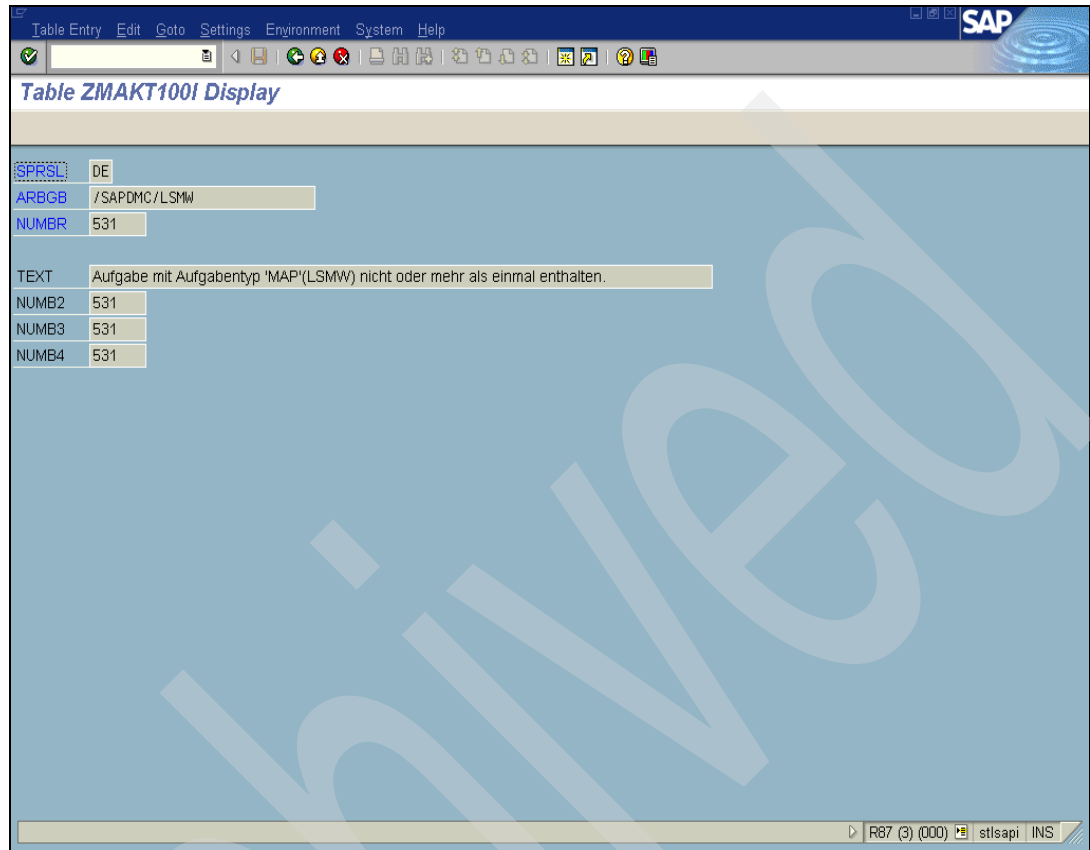 Table Entry Edit Goto Settings Environment System Help
SAP
Table ZMAKT100I Display
SPRSL DE
ARBGB /SAPDMC/LSMW
NUMBR 531
TEXT Aufgabe mit Aufgabentyp 'MAP'(LSMW) nicht oder mehr als einmal enthalten.
NUMB2 531
NUMB3 531
NUMB4 531
hived
R87 (3) (000) stlsapi INS